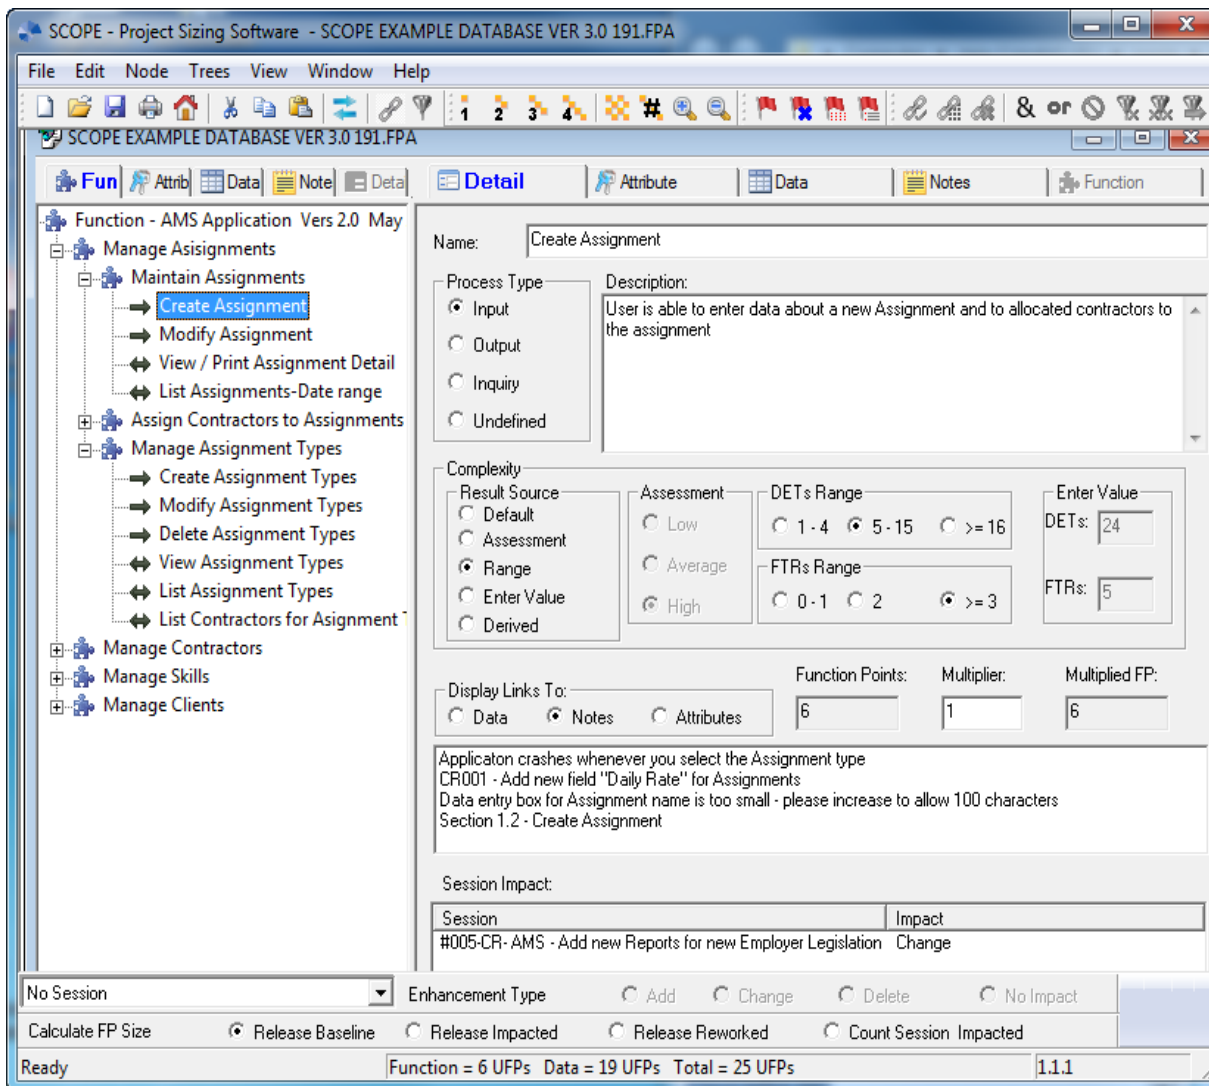 SCOPE - Project Sizing Software - SCOPE EXAMPLE DATABASE VER 3.0 191.FPA
File Edit Node Trees View Window Help
1 2 3 4 # & or
SCOPE EXAMPLE DATABASE VER 3.0 191.FPA
Fun Attrib Data Note Deta
Detail Attribute Data Notes Function
Function - AMS Application Vers 2.0 May
Manage Asisignments
Maintain Assignments
Create Assignment
Modify Assignment
View / Print Assignment Detail
List Assignments-Date range
Assign Contractors to Assignments
Manage Assignment Types
Create Assignment Types
Modify Assignment Types
Delete Assignment Types
View Assignment Types
List Assignment Types
List Contractors for Asignment T
Manage Contractors
Manage Skills
Manage Clients
Name: Create Assignment
Process Type
Input
Output
Inquiry
Undefined
Description:
User is able to enter data about a new Assignment and to allocated contractors to
the assignment
Complexity
Result Source
Default
Assessment
Range
Enter Value
Derived
Assessment
Low
Average
High
DETs Range
1 - 4 5 - 15 >= 16
FTRs Range
0 - 1 2 >= 3
Enter Value
DETs: 24
FTRs: 5
Display Links To:
Data Notes Attributes
Function Points: Multiplier: Multiplied FP:
6 1 6
Applicaton crashes whenever you select the Assignment type
CR001 - Add new field "Daily Rate" for Assignments
Data entry box for Assignment name is too small - please increase to allow 100 characters
Section 1.2 - Create Assignment
Session Impact:
Session Impact
#005-CR- AMS - Add new Reports for new Employer Legislation Change
No Session Enhancement Type Add Change Delete No Impact
Calculate FP Size Release Baseline Release Impacted Release Reworked Count Session Impacted
Ready Function = 6 UFPs Data = 19 UFPs Total = 25 UFPs 1.1.1